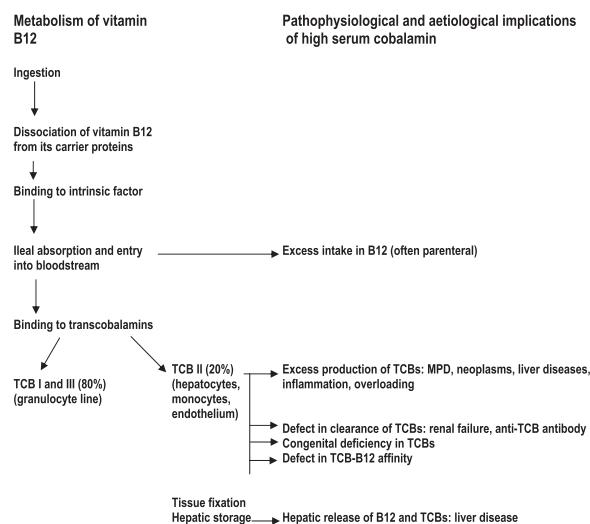 Metabolism of vitamin
B12
Pathophysiological and aetiological implications
of high serum cobalamin
Ingestion
Dissociation of vitamin B12
from its carrier proteins
Binding to intrinsic factor
Ileal absorption and entry
into bloodstream
Excess intake in B12 (often parenteral)
Binding to transcobalamins
TCB I and III (80%)
(granulocyte line)
TCB II (20%)
(hepatocytes,
monocytes,
endothelium)
Excess production of TCBs: MPD, neoplasms, liver diseases,
inflammation, overloading
Defect in clearance of TCBs: renal failure, anti-TCB antibody
Congenital deficiency in TCBs
Defect in TCB-B12 affinity
Tissue fixation
Hepatic storage
Hepatic release of B12 and TCBs: liver disease